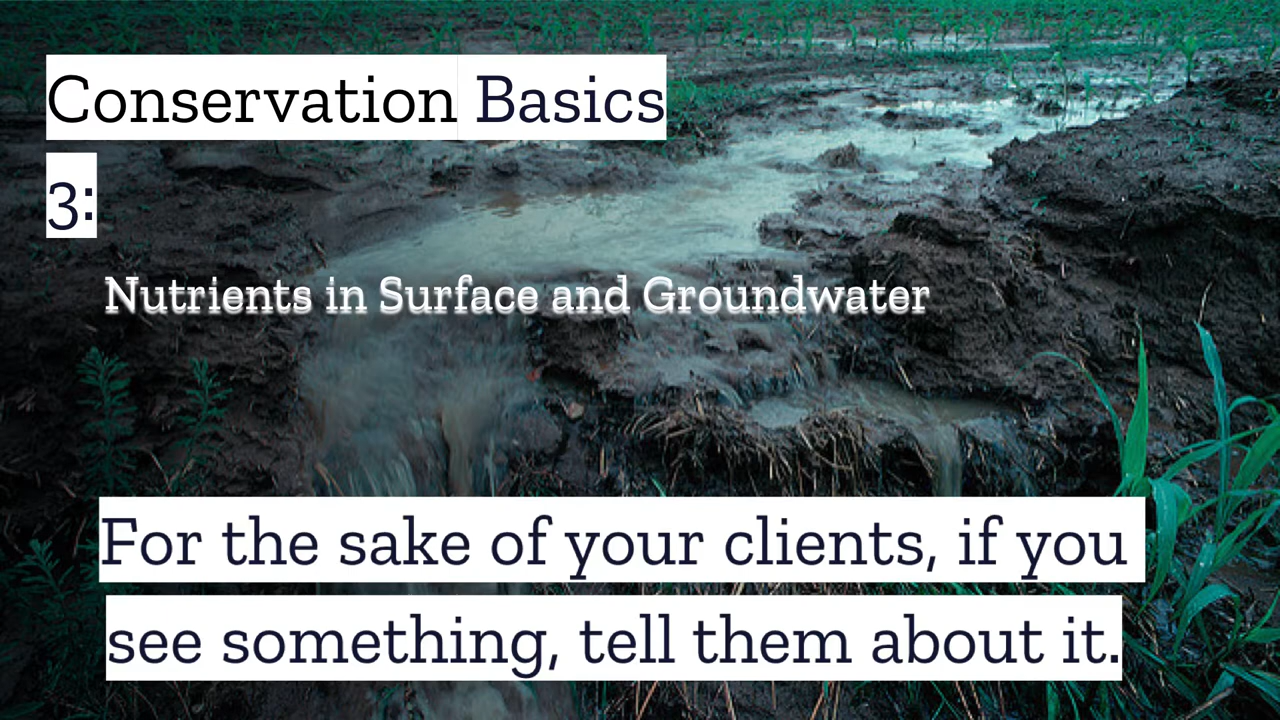 Conservation Basics
3:
Nutrients in Surface and Groundwater
For the sake of your clients, if you
see something, tell them about it.